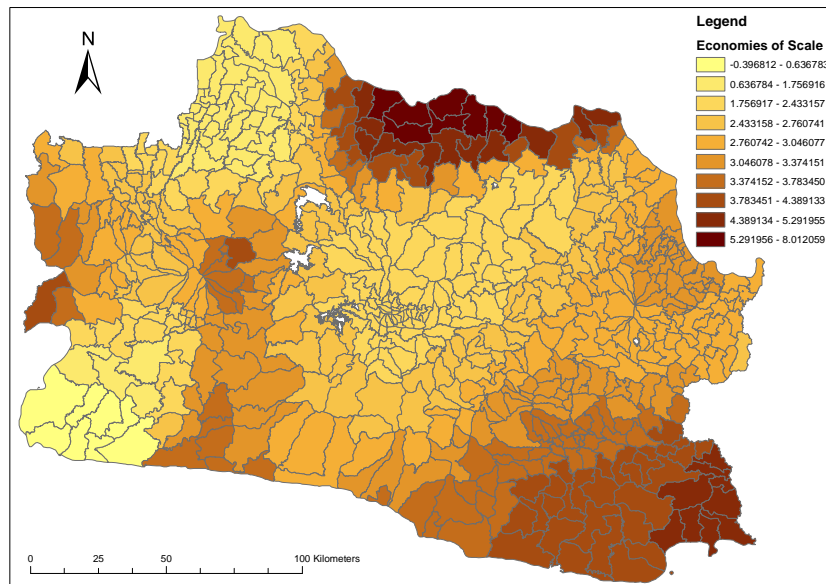 N
Legend
Economies of Scale
-0.396812 - 0.636783
0.636784 - 1.756916
1.756917 - 2.433157
2.433158 - 2.760741
2.760742 - 3.046077
3.046078 - 3.374151
3.374152 - 3.783450
3.783451 - 4.389133
4.389134 - 5.291955
5.291956 - 8.012059
0 25 50 100 Kilometers